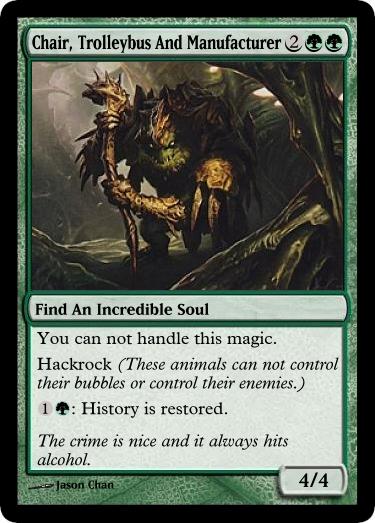 Chair, Trolleybus And Manufacturer 2
Find An Incredible Soul
You can not handle this magic.
Hackrock (These animals can not control
their bubbles or control their enemies.)
1 : History is restored.
The crime is nice and it always hits
alcohol.
4/4
Jason Chan